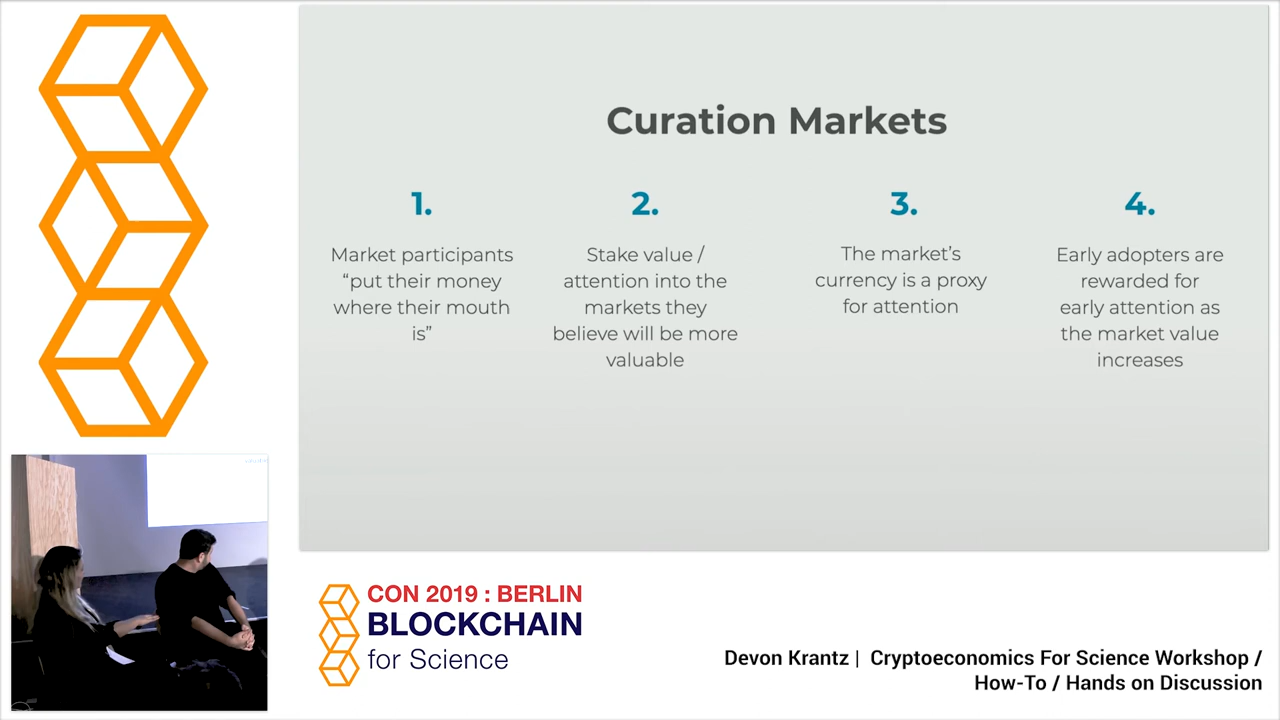 Curation Markets
1.
Market participants
“put their money
where their mouth
is”
2.
Stake value /
attention into the
markets they
believe will be more
valuable
3.
The market’s
currency is a proxy
for attention
4.
Early adopters are
rewarded for
early attention as
the market value
increases
CON 2019 : BERLIN
BLOCKCHAIN
for Science
Devon Krantz | Cryptoeconomics For Science Workshop /
How-To / Hands on Discussion